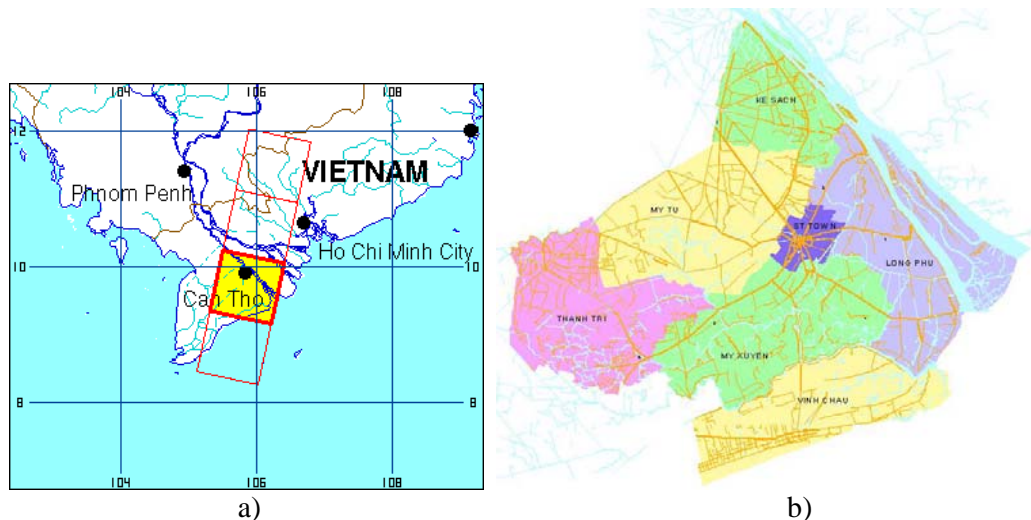 104 106 108
12 12
VIETNAM
Phnom Penh
Ho Chi Minh City
10 10
Can Tho
8 8
104 106 108
a)
KE SACH
MY TU
ST TOWN
LONG PHU
THANH TRI
MY XUYEN
VINH CHAU
b)